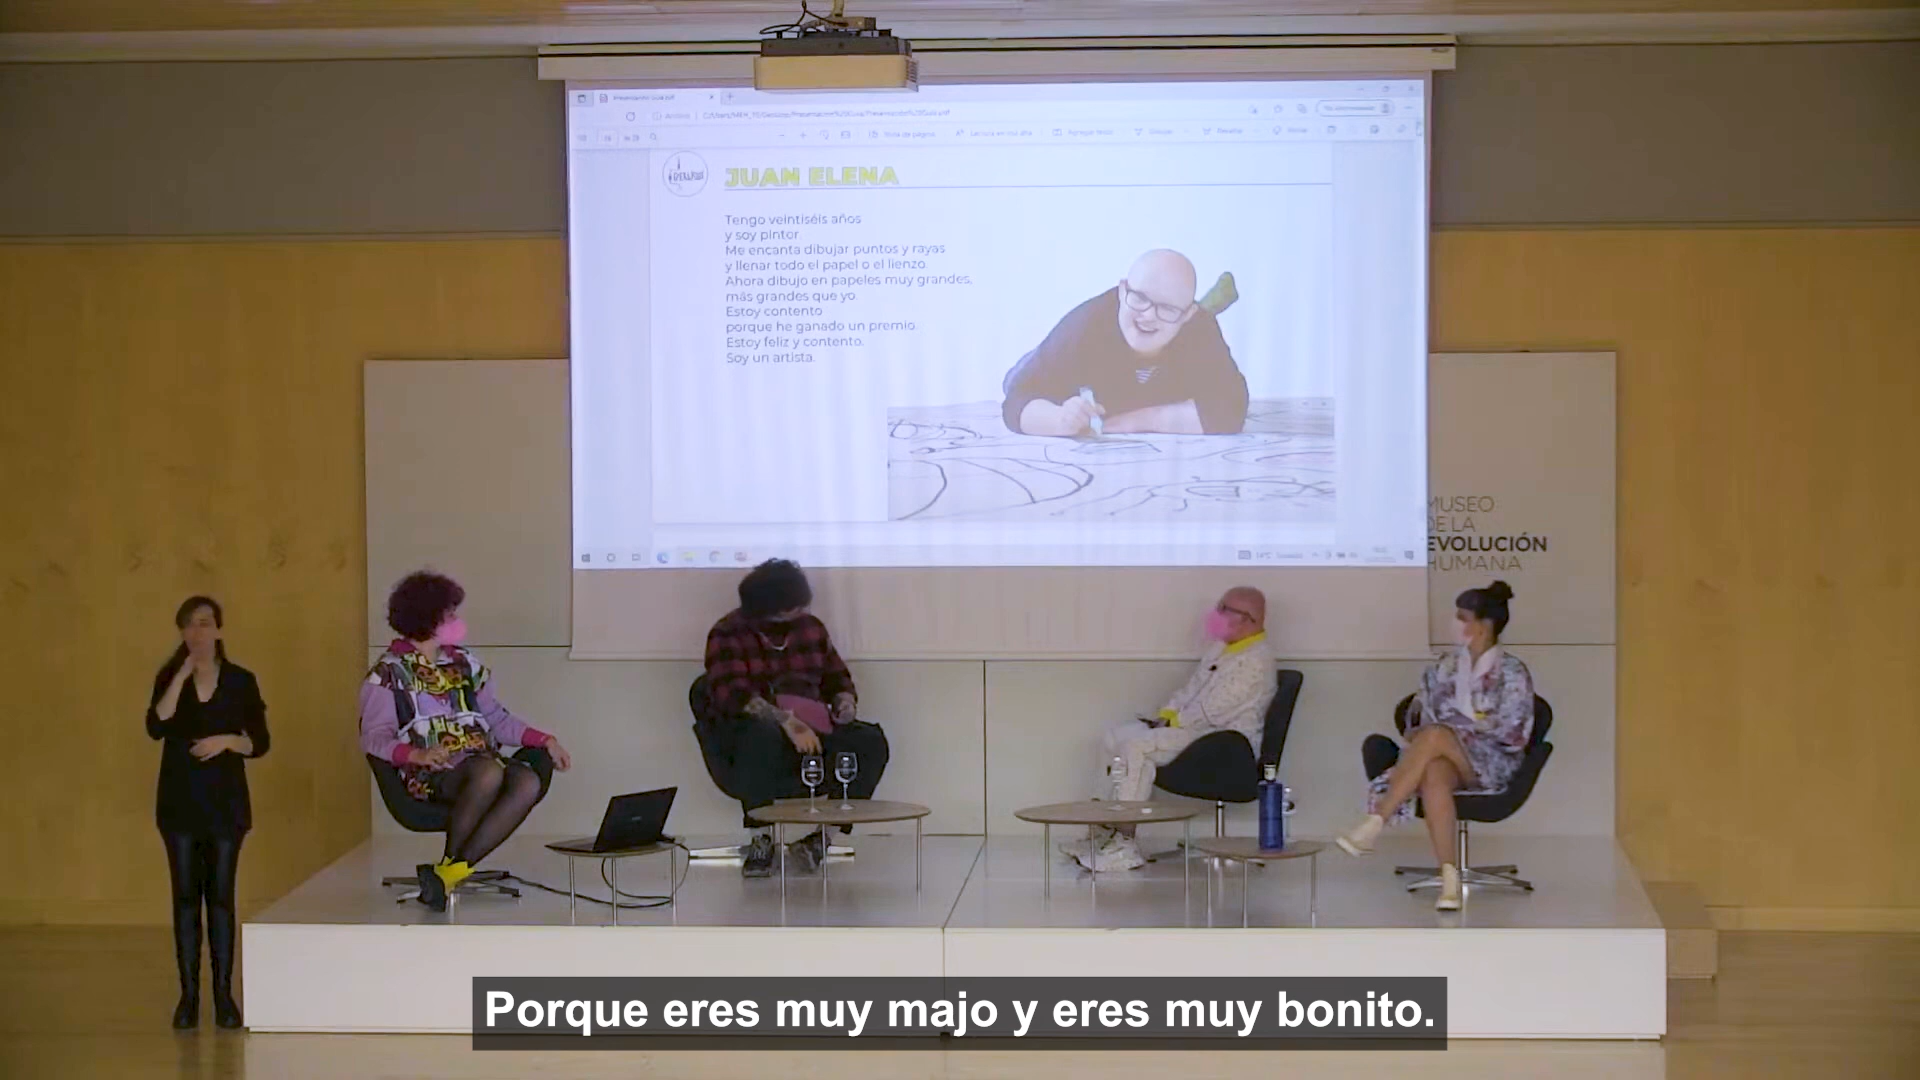 JUAN ELENA
Tengo veintiséis años
y soy pintor.
Me encanta dibujar puntos y rayas
y llenar todo el papel o el lienzo.
Ahora dibujo en papeles muy grandes,
más grandes que yo.
Estoy contento
porque he ganado un premio.
Estoy feliz y contento.
Soy un artista.
MUSEO
DE LA
EVOLUCIÓN
HUMANA
Porque eres muy majo y eres muy bonito.